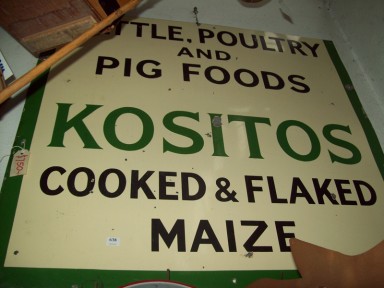 TTLE, POULTRY
AND
PIG FOODS
KOSITOS
COOKED & FLAKED
MAIZE